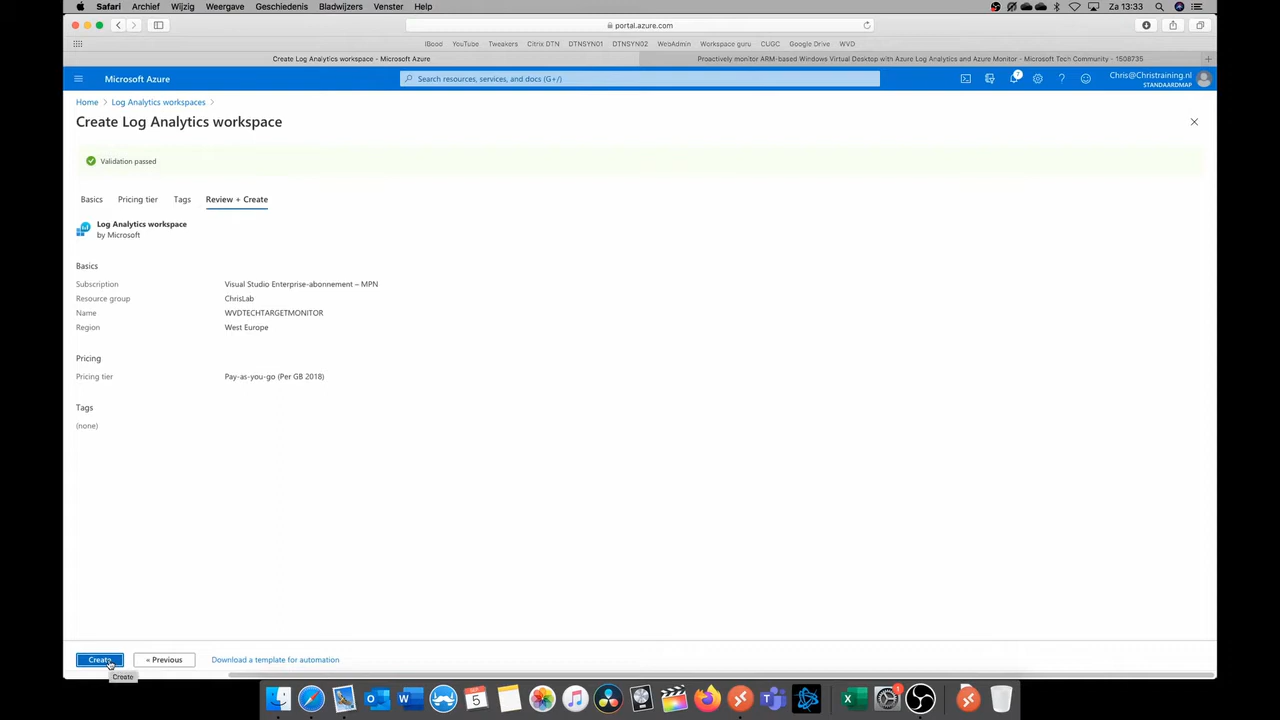 Safari Archief Wijzig Weergave Geschiedenis Bladwijzers Venster Help Za 13:33
portal.azure.com
IBood YouTube Tweakers Citrix DTN DTNSYN01 DTNSYN02 WebAdmin Workspace guru CUGC Google Drive WVD
Create Log Analytics workspace - Microsoft Azure Proactively monitor ARM-based Windows Virtual Desktop with Azure Log Analytics and Azure Monitor - Microsoft Tech Community - 1508735
Microsoft Azure Search resources, services, and docs (G+/) 7 Chris@Christraining.nl
STANDAARDMAP
Home > Log Analytics workspaces >
Create Log Analytics workspace
Validation passed
Basics Pricing tier Tags Review + Create
Log Analytics workspace
by Microsoft
Basics
Subscription Visual Studio Enterprise-abonnement – MPN
Resource group ChrisLab
Name WVDTECHTARGETMONITOR
Region West Europe
Pricing
Pricing tier Pay-as-you-go (Per GB 2018)
Tags
(none)
Create « Previous Download a template for automation
Create
5
1